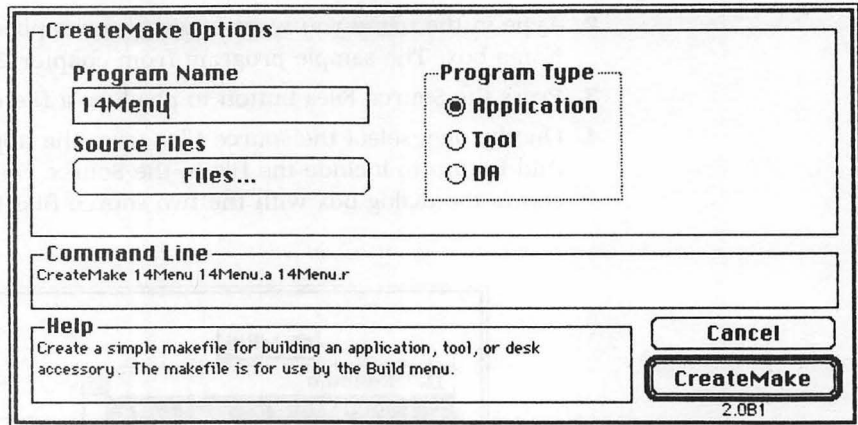 CreateMake Options
Program Name
14Menu
Source Files
Files...
Program Type
Application
Tool
DA
Command Line
CreateMake 14Menu 14Menu.a 14Menu.r
Help
Create a simple makefile for building an application, tool, or desk
accessory. The makefile is for use by the Build menu.
Cancel
CreateMake
2.0B1